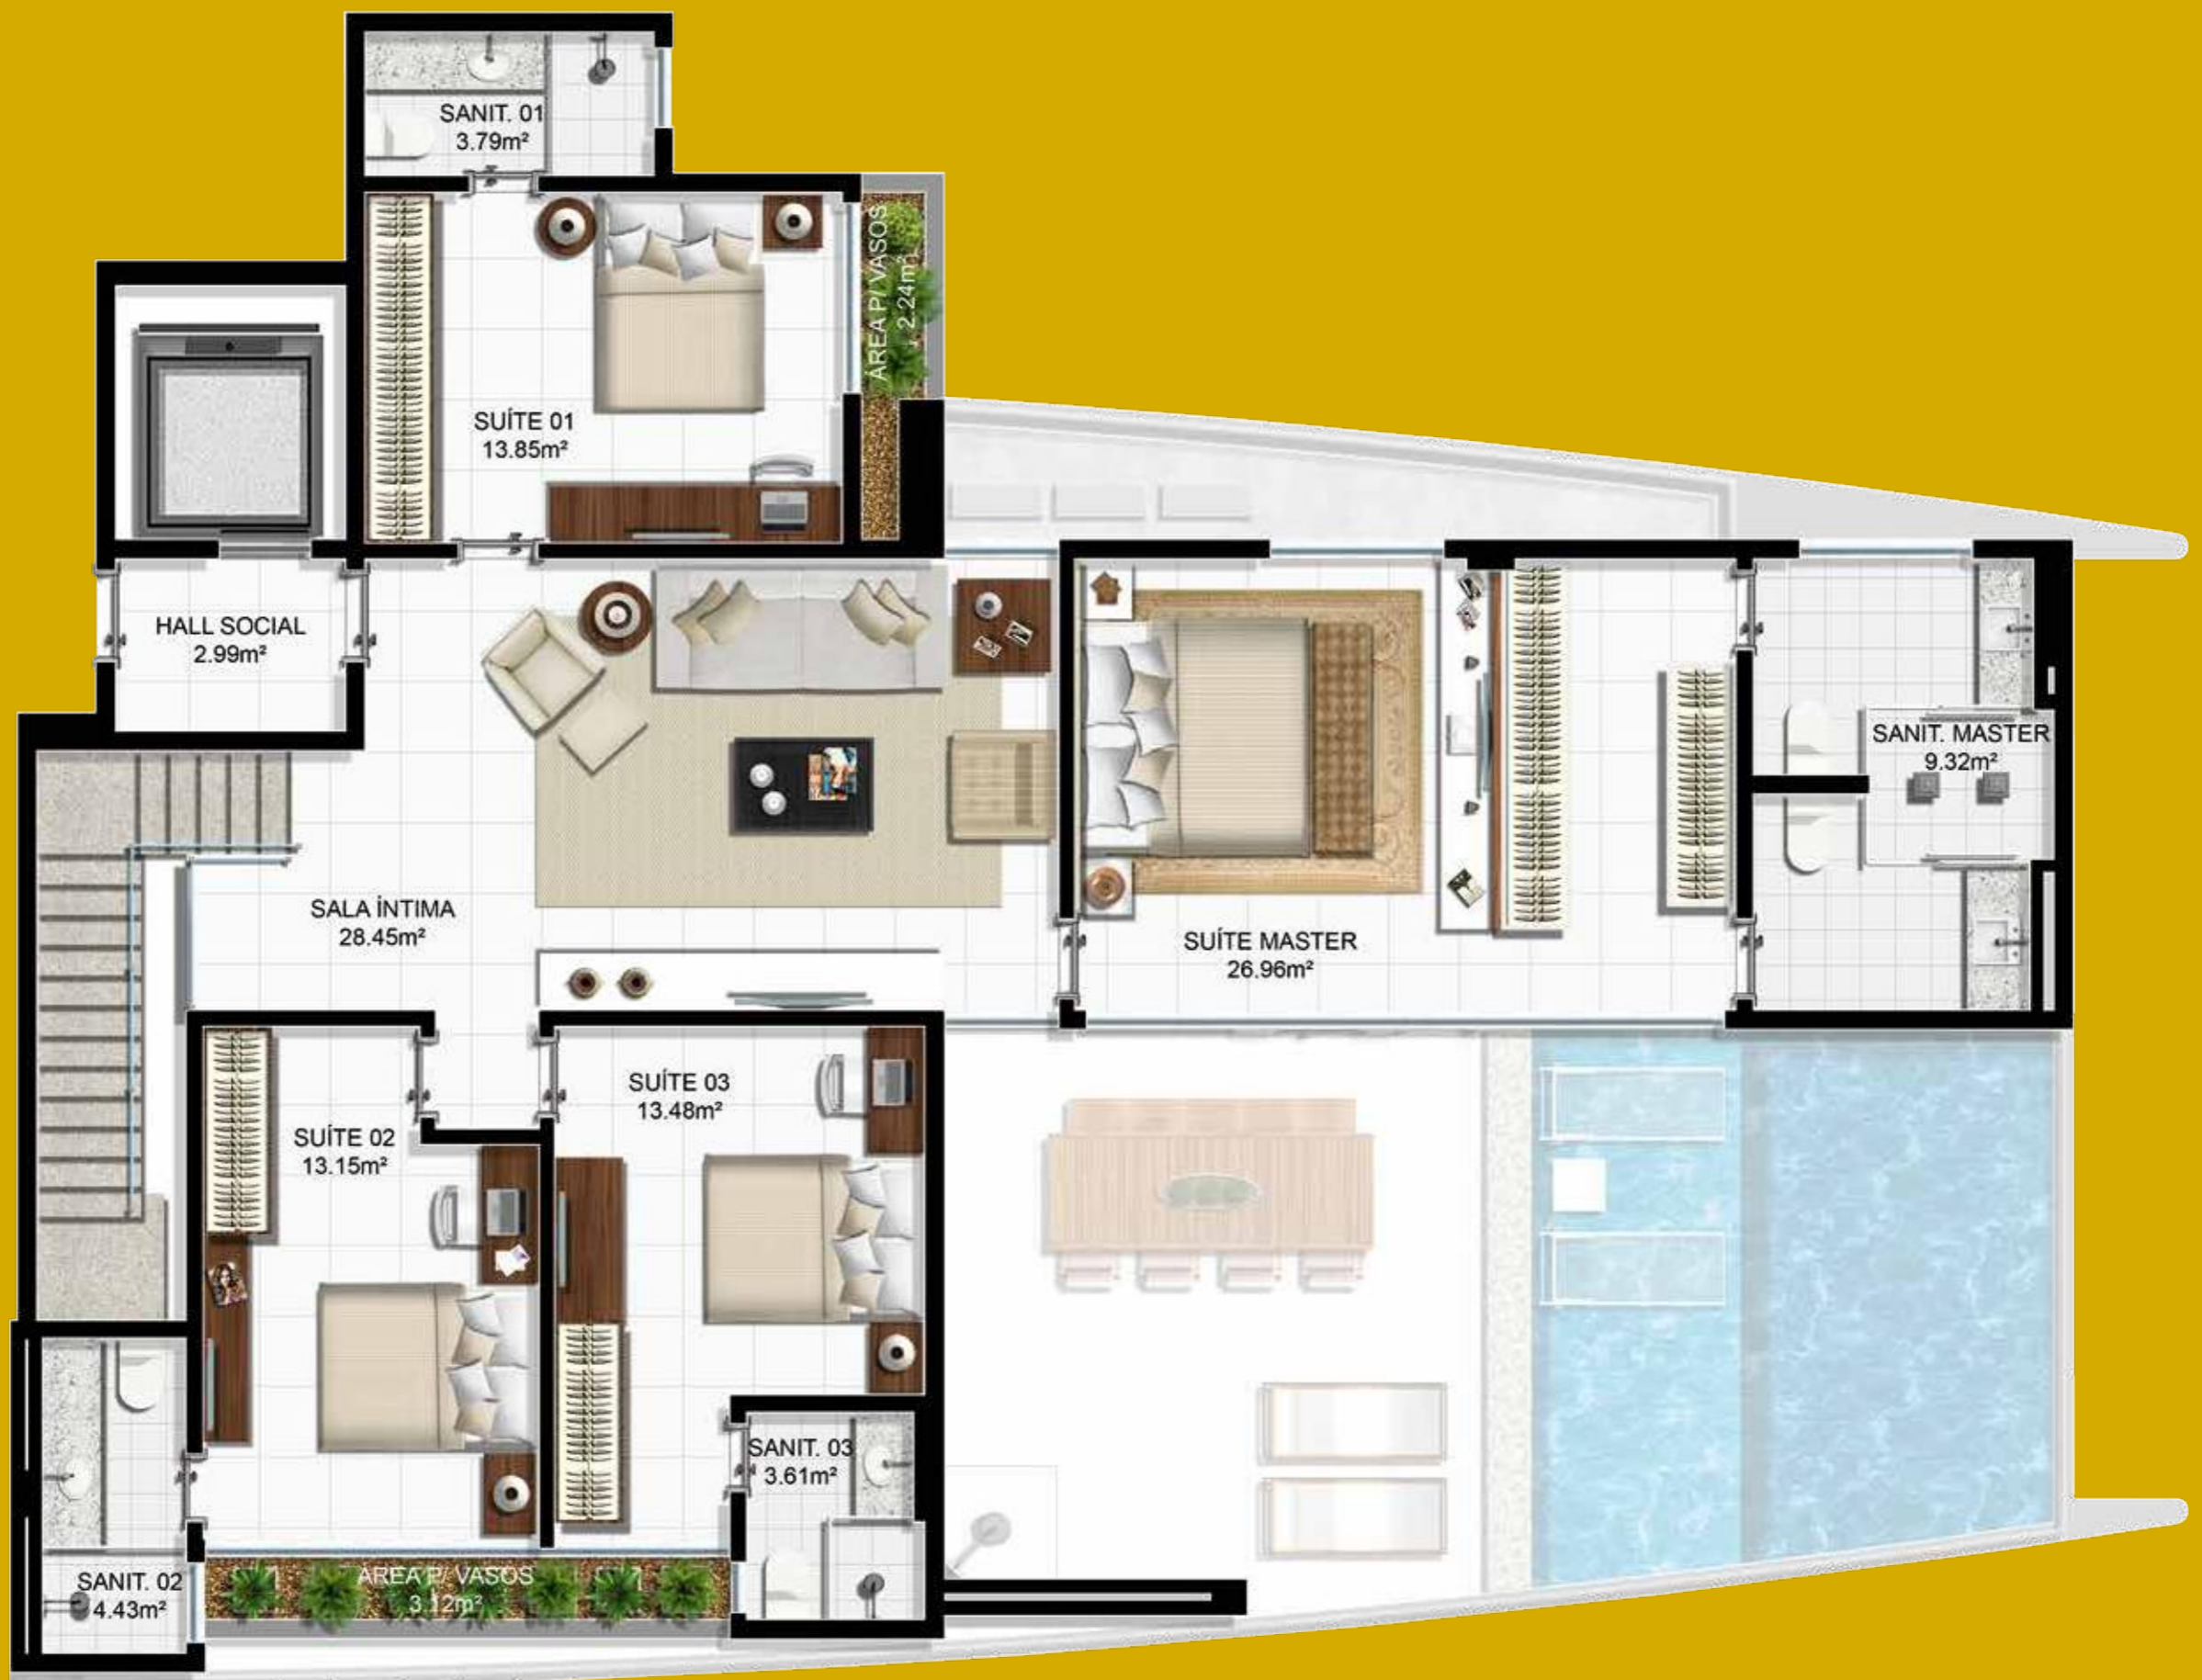 SANIT. 01
3.79m²
ÁREA P/ VASOS
2.24m²
SUÍTE 01
13.85m²
HALL SOCIAL
2.99m²
SANIT. MASTER
9.32m²
SALA ÍNTIMA
28.45m²
SUÍTE MASTER
26.96m²
SUÍTE 03
13.48m²
SUÍTE 02
13.15m²
SANIT. 03
3.61m²
SANIT. 02
4.43m²
ÁREA P/ VASOS
3.12m²